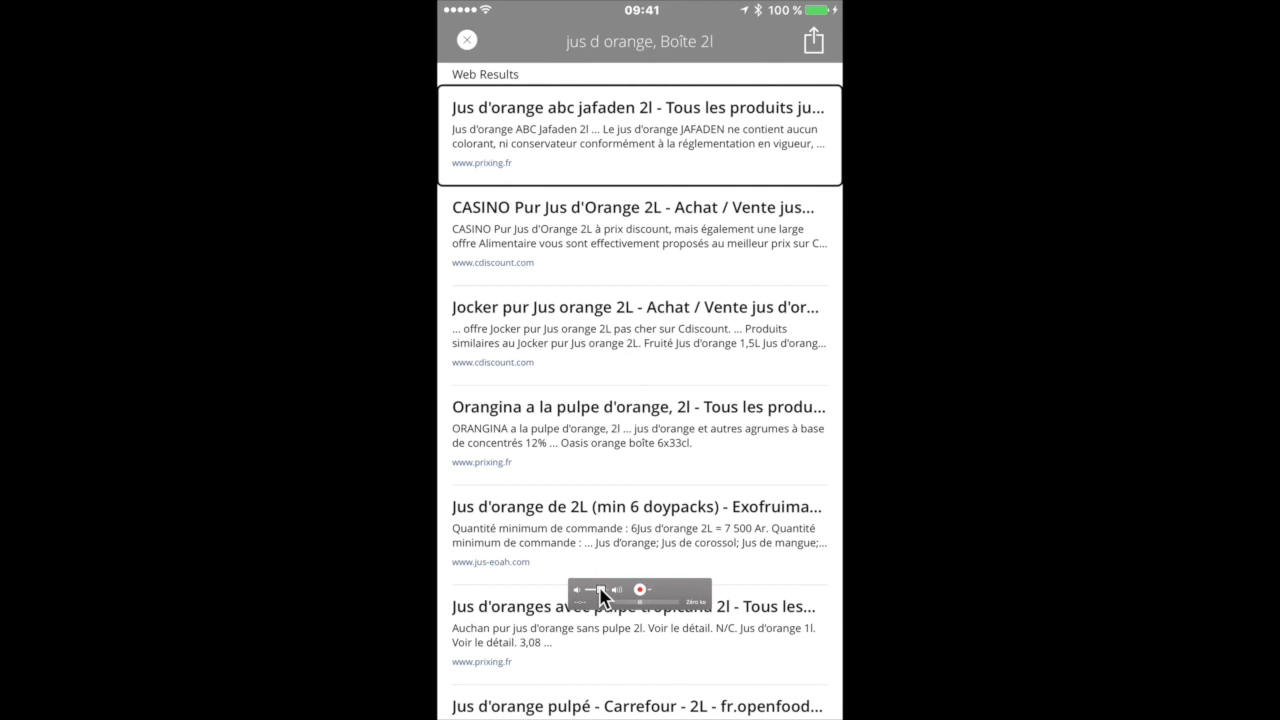 09:41
100 %
jus d orange, Boîte 2l
Web Results
Jus d'orange abc jafaden 2l - Tous les produits ju...
Jus d'orange ABC Jafaden 2l ... Le jus d'orange JAFADEN ne contient aucun
colorant, ni conservateur conformément à la réglementation en vigueur, ...
www.prixing.fr
CASINO Pur Jus d'Orange 2L - Achat / Vente jus...
CASINO Pur Jus d'Orange 2L à prix discount, mais également une large
offre Alimentaire vous sont effectivement proposés au meilleur prix sur C...
www.cdiscount.com
Jocker pur Jus orange 2L - Achat / Vente jus d'or...
... offre Jocker pur Jus orange 2L pas cher sur Cdiscount. ... Produits
similaires au Jocker pur Jus orange 2L. Fruité Jus d'orange 1,5L Jus d'orang...
www.cdiscount.com
Orangina a la pulpe d'orange, 2l - Tous les produ...
ORANGINA a la pulpe d'orange, 2l ... jus d'orange et autres agrumes à base
de concentrés 12% ... Oasis orange boîte 6x33cl.
www.prixing.fr
Jus d'orange de 2L (min 6 doypacks) - Exofruima...
Quantité minimum de commande : 6Jus d'orange 2L = 7 500 Ar. Quantité
minimum de commande : ... Jus d'orange; Jus de corossol; Jus de mangue;...
www.jus-eoah.com
Zéro ko
Jus d'oranges avec pulpe tropicana 2l - Tous les...
Auchan pur jus d'orange sans pulpe 2l. Voir le détail. N/C. Jus d'orange 1l.
Voir le détail. 3,08 ...
www.prixing.fr
Jus d'orange pulpé - Carrefour - 2L - fr.openfood...